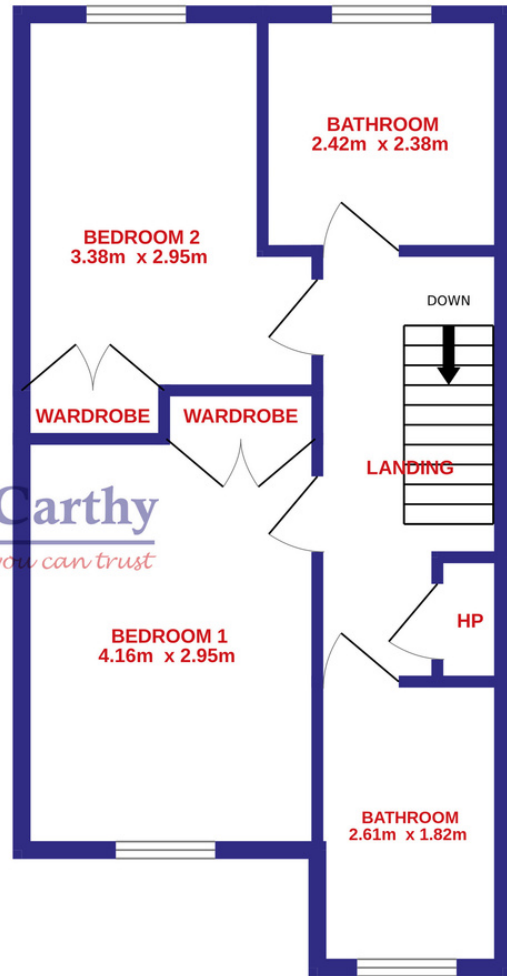 BATHROOM
2.42m x 2.38m
BEDROOM 2
3.38m x 2.95m
DOWN
WARDROBE
WARDROBE
LANDING
Carthy
you can trust
HP
BEDROOM 1
4.16m x 2.95m
BATHROOM
2.61m x 1.82m